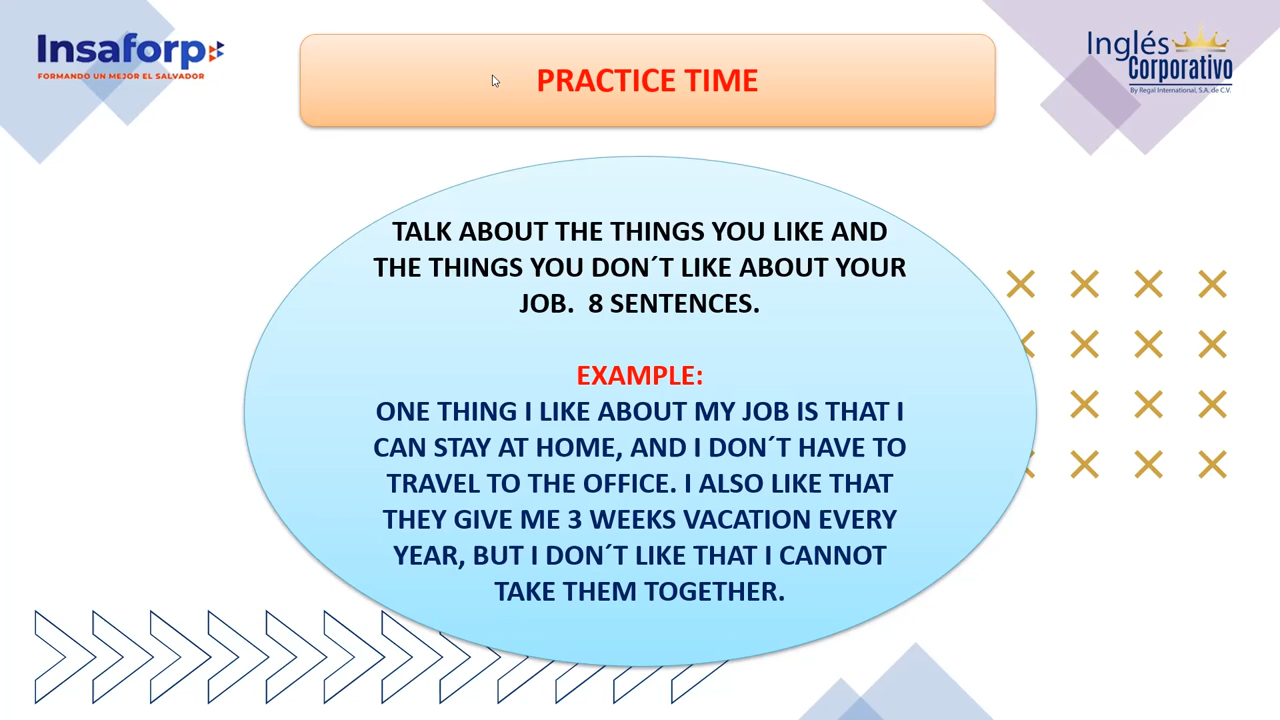 Insaforp
FORMANDO UN MEJOR EL SALVADOR
PRACTICE TIME
Inglés
Corporativo
By Regal International, S.A. de C.V.
TALK ABOUT THE THINGS YOU LIKE AND
THE THINGS YOU DON´T LIKE ABOUT YOUR
JOB.  8 SENTENCES.
EXAMPLE:
ONE THING I LIKE ABOUT MY JOB IS THAT I
CAN STAY AT HOME, AND I DON´T HAVE TO
TRAVEL TO THE OFFICE. I ALSO LIKE THAT
THEY GIVE ME 3 WEEKS VACATION EVERY
YEAR, BUT I DON´T LIKE THAT I CANNOT
TAKE THEM TOGETHER.